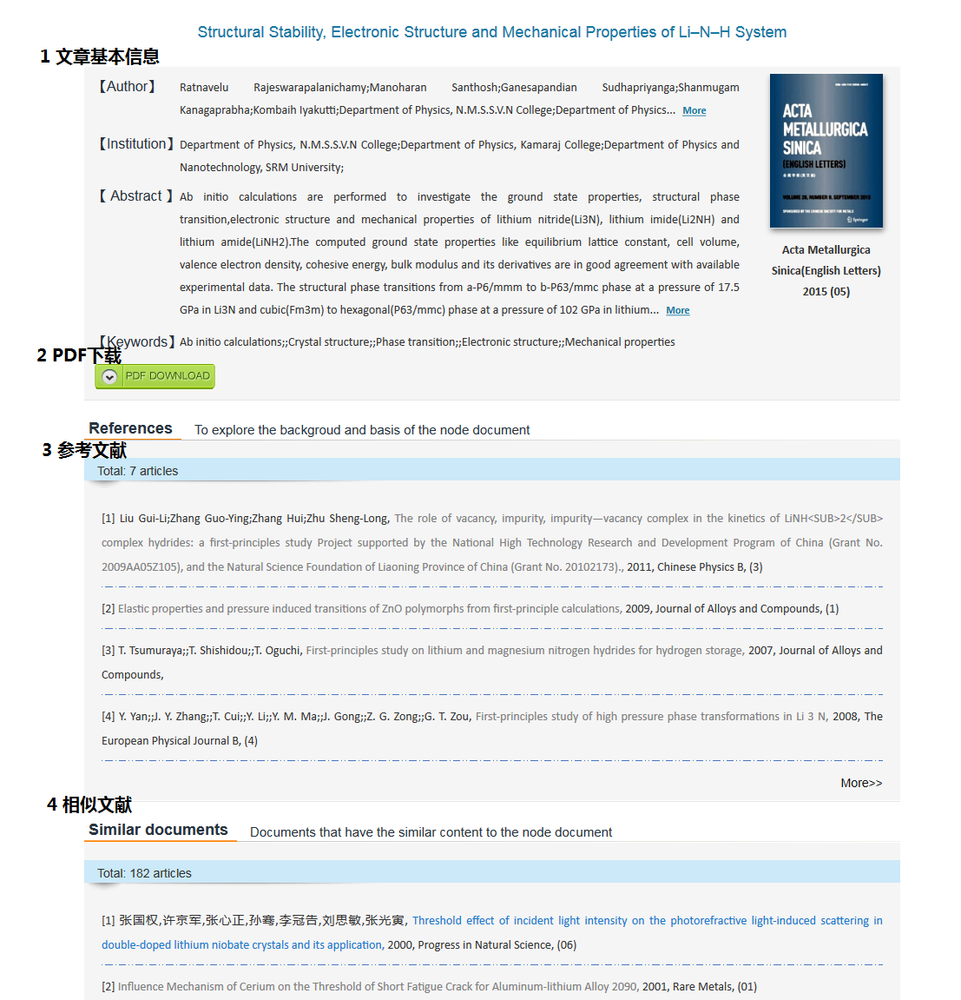 Structural Stability, Electronic Structure and Mechanical Properties of Li–N–H System
1 文章基本信息
【Author】 Ratnavelu Rajeswarapalanichamy;Manoharan Santhosh;Ganesapandian Sudhapriyanga;Shanmugam
Kanagaprabha;Kombaih Iyakutti;Department of Physics, N.M.S.S.V.N College;Department of Physics... More
【Institution】 Department of Physics, N.M.S.S.V.N College;Department of Physics, Kamaraj College;Department of Physics and
Nanotechnology, SRM University;
【 Abstract 】 Ab initio calculations are performed to investigate the ground state properties, structural phase
transition,electronic structure and mechanical properties of lithium nitride(Li3N), lithium imide(Li2NH) and
lithium amide(LiNH2).The computed ground state properties like equilibrium lattice constant, cell volume,
valence electron density, cohesive energy, bulk modulus and its derivatives are in good agreement with available
experimental data. The structural phase transitions from a-P6/mmm to b-P63/mmc phase at a pressure of 17.5
GPa in Li3N and cubic(Fm3m) to hexagonal(P63/mmc) phase at a pressure of 102 GPa in lithium... More
【Keywords】 Ab initio calculations;;Crystal structure;;Phase transition;;Electronic structure;;Mechanical properties
ACTA
METALLURGICA
SINICA
(ENGLISH LETTERS)
VOLUME 28, NUMBER 5, SEPTEMBER 2015
SPONSORED BY THE CHINESE SOCIETY FOR METALS
Springer
Acta Metallurgica
Sinica(English Letters)
2015 (05)
2 PDF下载
PDF DOWNLOAD
References To explore the backgroud and basis of the node document
3 参考文献
Total: 7 articles
[1] Liu Gui-Li;Zhang Guo-Ying;Zhang Hui;Zhu Sheng-Long, The role of vacancy, impurity, impurity—vacancy complex in the kinetics of LiNH<SUB>2</SUB>
complex hydrides: a first-principles study Project supported by the National High Technology Research and Development Program of China (Grant No.
2009AA05Z105), and the Natural Science Foundation of Liaoning Province of China (Grant No. 20102173)., 2011, Chinese Physics B, (3)
[2] Elastic properties and pressure induced transitions of ZnO polymorphs from first-principle calculations, 2009, Journal of Alloys and Compounds, (1)
[3] T. Tsumuraya;;T. Shishidou;;T. Oguchi, First-principles study on lithium and magnesium nitrogen hydrides for hydrogen storage, 2007, Journal of Alloys and
Compounds,
[4] Y. Yan;;J. Y. Zhang;;T. Cui;;Y. Li;;Y. M. Ma;;J. Gong;;Z. G. Zong;;G. T. Zou, First-principles study of high pressure phase transformations in Li 3 N, 2008, The
European Physical Journal B, (4)
More>>
4 相似文献
Similar documents Documents that have the similar content to the node document
Total: 182 articles
[1] 张国权,许京军,张心正,孙骞,李冠告,刘思敏,张光寅, Threshold effect of incident light intensity on the photorefractive light-induced scattering in
double-doped lithium niobate crystals and its application, 2000, Progress in Natural Science, (06)
[2] Influence Mechanism of Cerium on the Threshold of Short Fatigue Crack for Aluminum-lithium Alloy 2090, 2001, Rare Metals, (01)